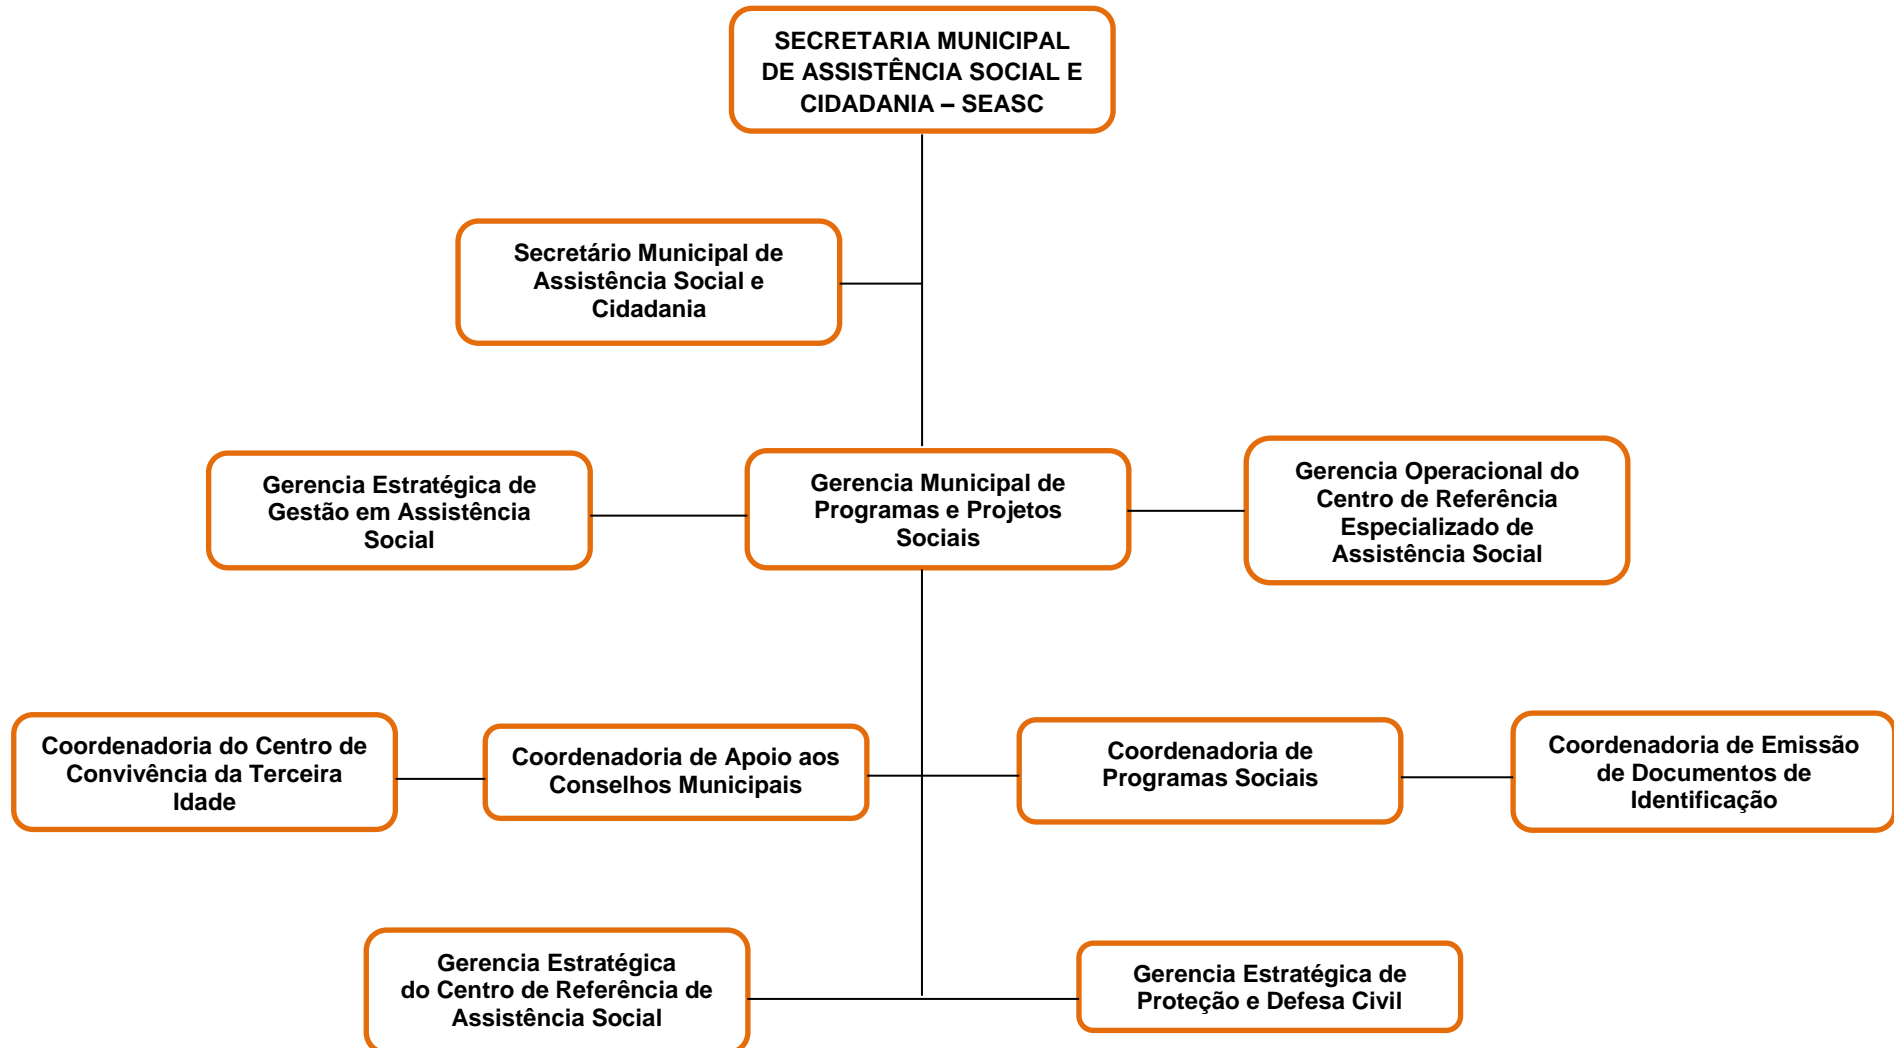 SECRETARIA MUNICIPAL
DE ASSISTÊNCIA SOCIAL E
CIDADANIA – SEASC
Secretário Municipal de
Assistência Social e
Cidadania
Gerencia Estratégica de
Gestão em Assistência
Social
Gerencia Municipal de
Programas e Projetos
Sociais
Gerencia Operacional do
Centro de Referência
Especializado de
Assistência Social
Coordenadoria do Centro de
Convivência da Terceira
Idade
Coordenadoria de Apoio aos
Conselhos Municipais
Coordenadoria de
Programas Sociais
Coordenadoria de Emissão
de Documentos de
Identificação
Gerencia Estratégica
do Centro de Referência de
Assistência Social
Gerencia Estratégica de
Proteção e Defesa Civil